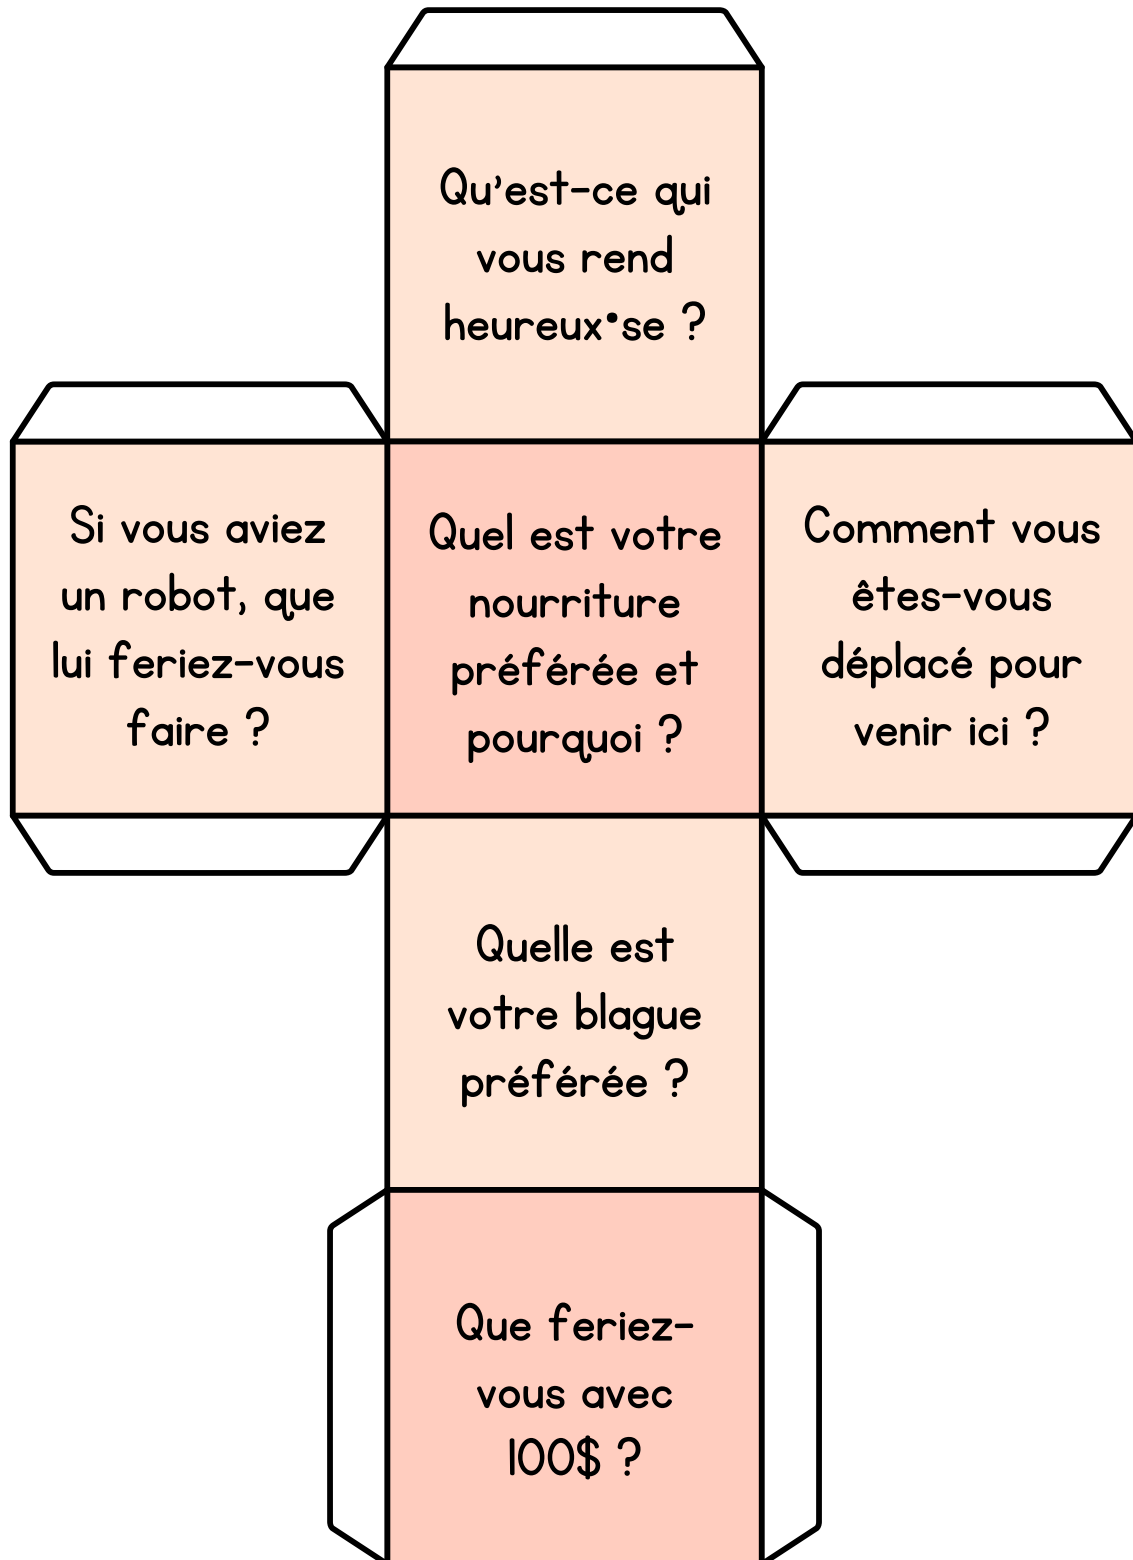 Qu'est-ce qui
vous rend
heureux•se ?
Si vous aviez
un robot, que
lui feriez-vous
faire ?
Quel est votre
nourriture
préférée et
pourquoi ?
Comment vous
êtes-vous
déplacé pour
venir ici ?
Quelle est
votre blague
préférée ?
Que feriez-
vous avec
100$ ?